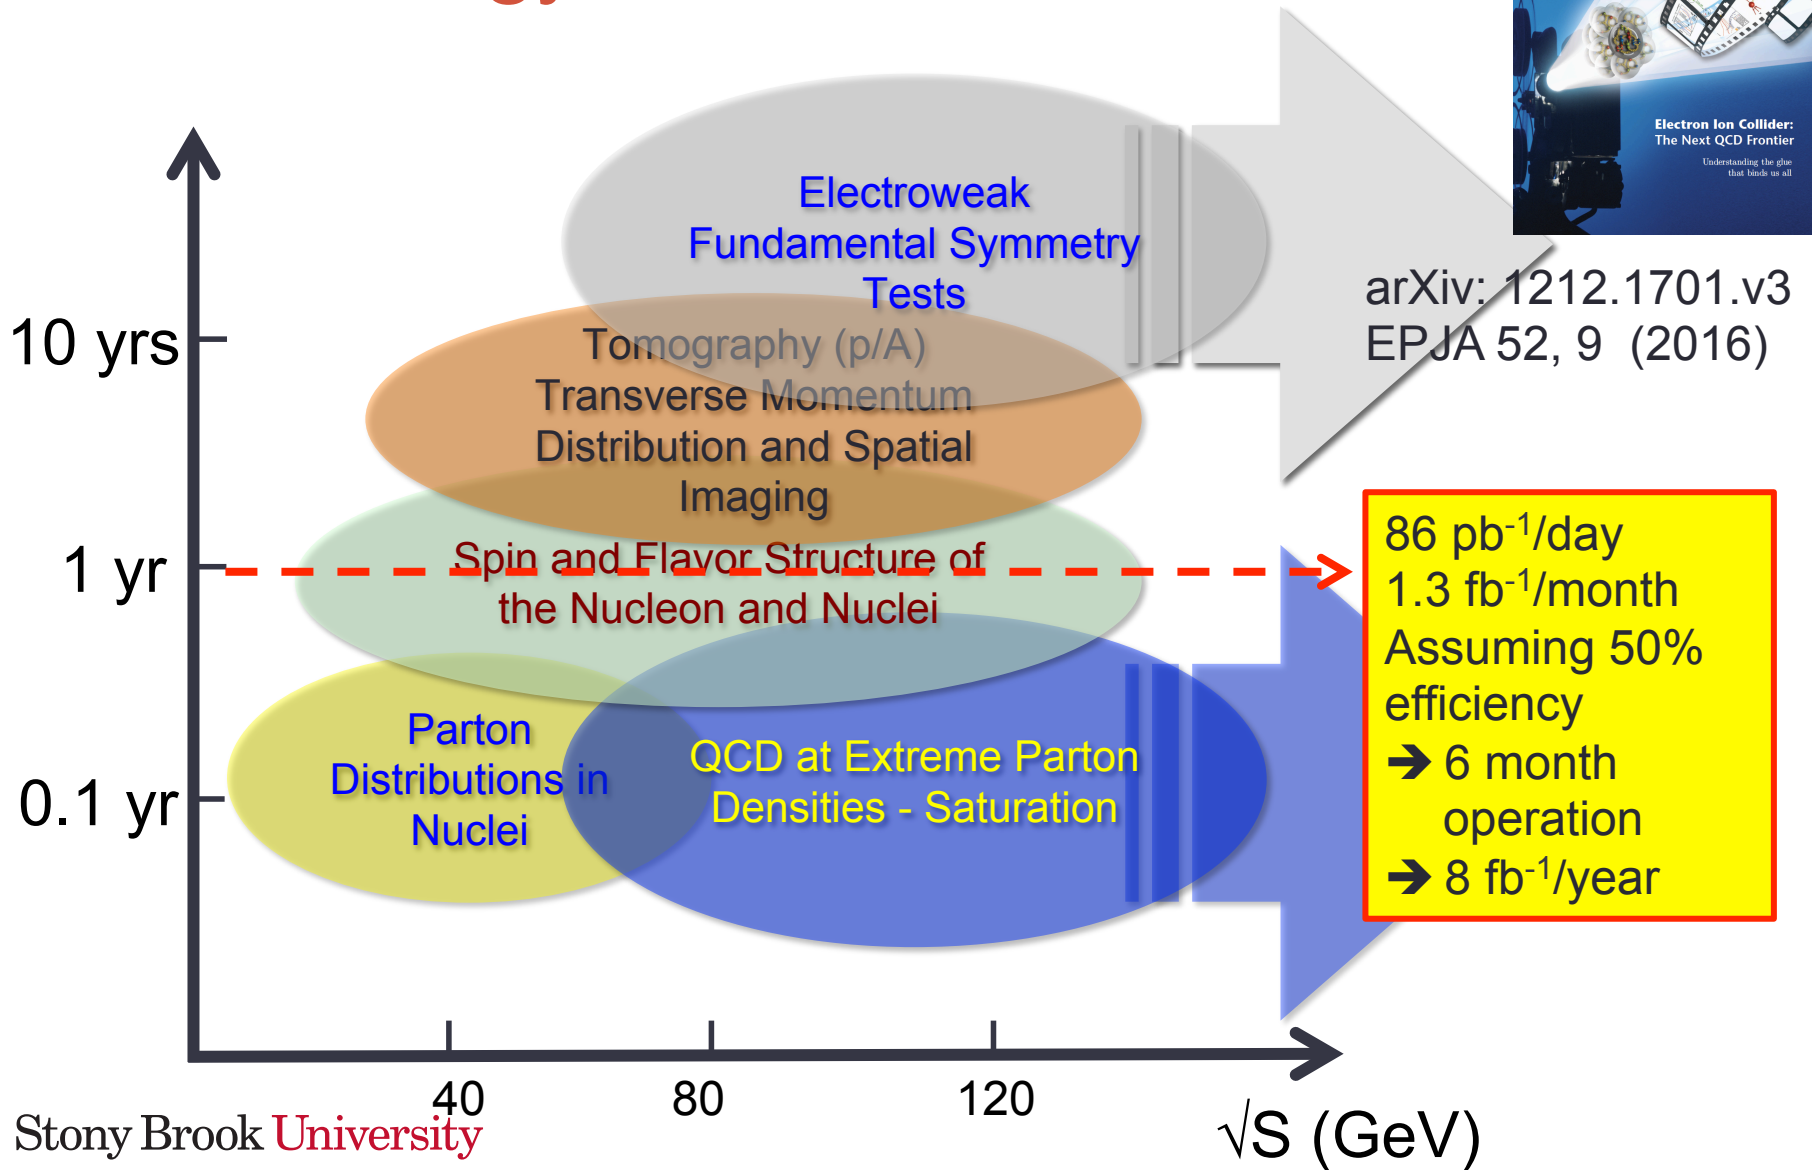 Electron Ion Collider:
The Next QCD Frontier
Understanding the glue
that binds us all
arXiv: 1212.1701.v3
EPJA 52, 9 (2016)
Electroweak
Fundamental Symmetry
Tests
10 yrs
Tomography (p/A)
Transverse Momentum
Distribution and Spatial
Imaging
1 yr
Spin and Flavor Structure of
the Nucleon and Nuclei
86 pb⁻¹/day
1.3 fb⁻¹/month
Assuming 50%
efficiency
➔ 6 month
operation
➔ 8 fb⁻¹/year
0.1 yr
Parton
Distributions in
Nuclei
QCD at Extreme Parton
Densities - Saturation
40
80
120
√S (GeV)
Stony Brook University